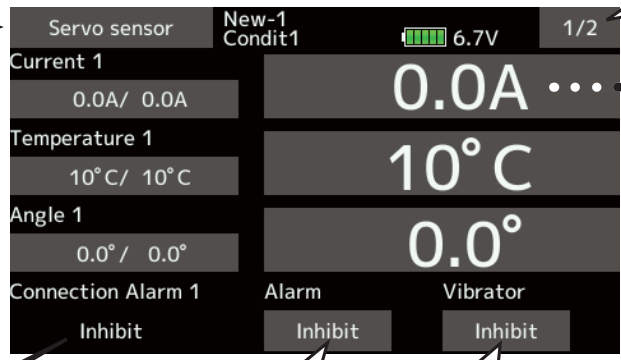 Servo sensor
New-1
Condit1
6.7V
1/2
Current 1
0.0A/ 0.0A
0.0A
Temperature 1
10°C/ 10°C
10°C
Angle 1
0.0°/ 0.0°
0.0°
Connection Alarm 1
Alarm
Vibrator
Inhibit
Inhibit
Inhibit